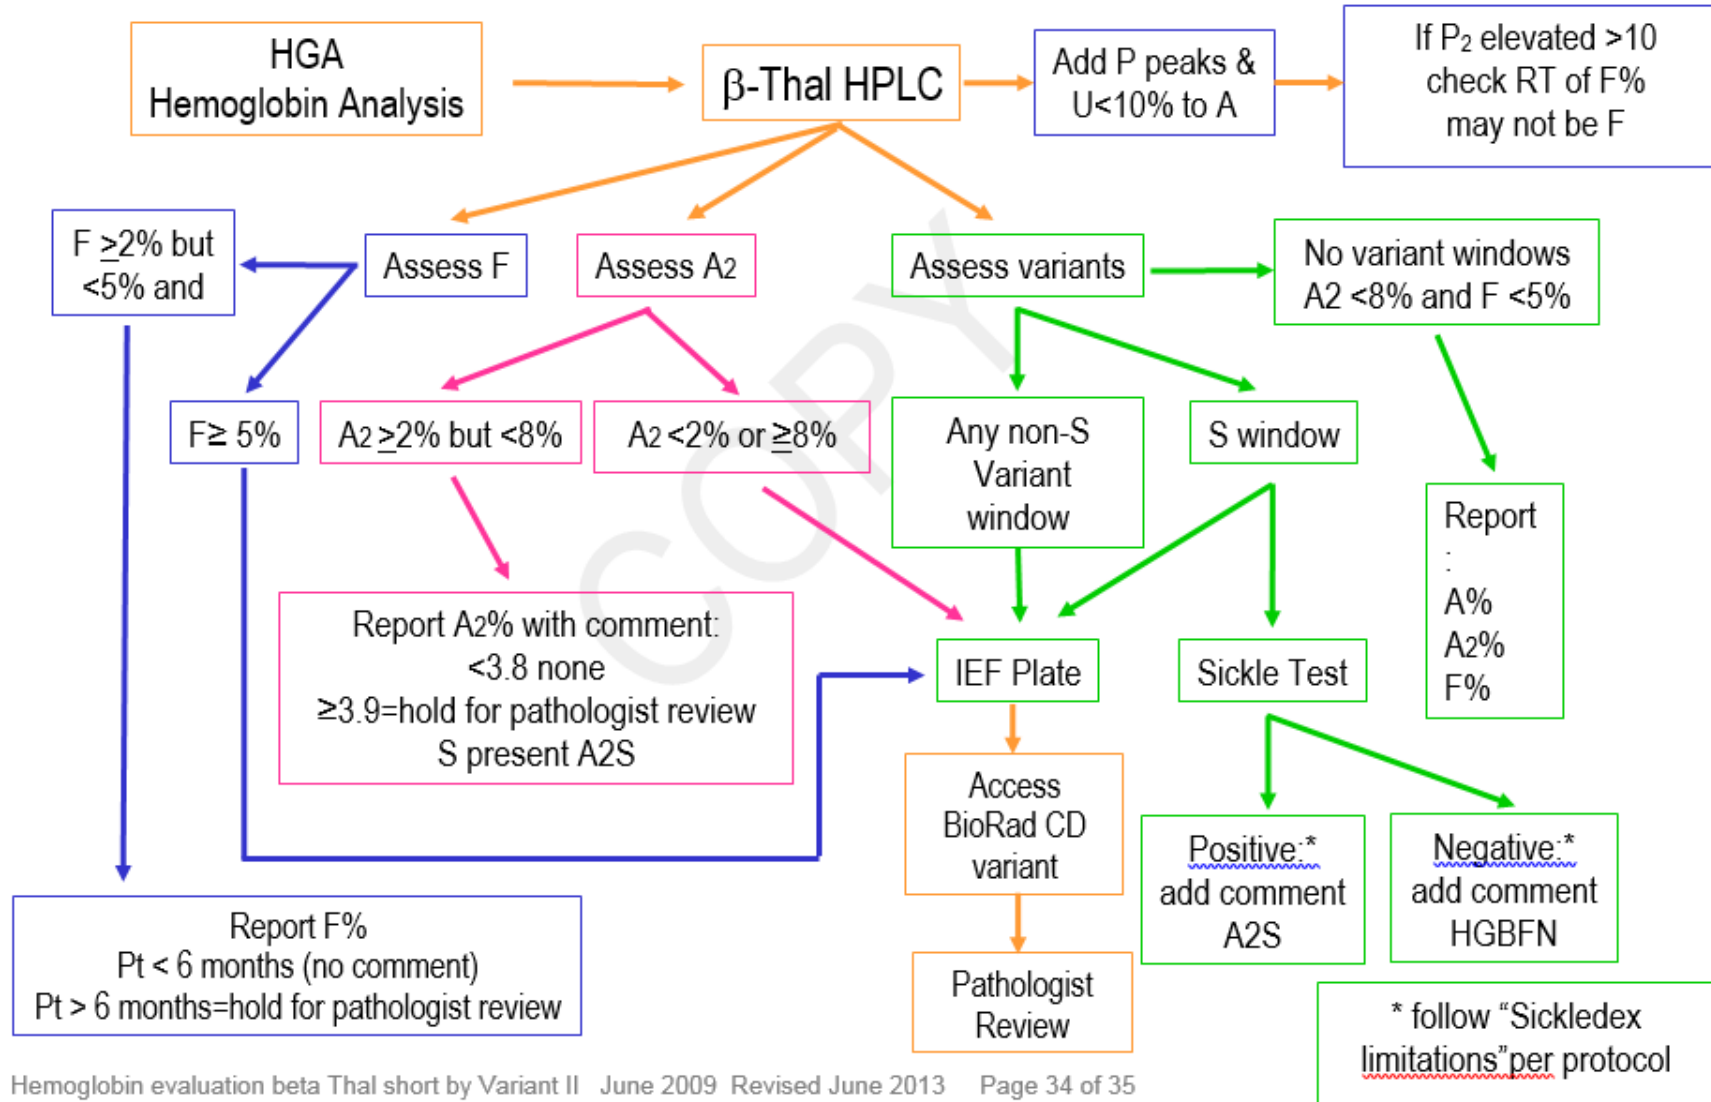 HGA
Hemoglobin Analysis
β-Thal HPLC
Add P peaks &
U<10% to A
If P2 elevated >10
check RT of F%
may not be F
F ≥2% but
<5% and
Assess F
Assess A2
Assess variants
No variant windows
A2 <8% and F <5%
F≥ 5%
A2 ≥2% but <8%
A2 <2% or ≥8%
Any non-S
Variant
window
S window
Report
:
A%
A2%
F%
Report A2% with comment:
<3.8 none
≥3.9=hold for pathologist review
S present A2S
IEF Plate
Sickle Test
Access
BioRad CD
variant
Positive:*
add comment
A2S
Negative:*
add comment
HGBFN
Report F%
Pt < 6 months (no comment)
Pt > 6 months=hold for pathologist review
Pathologist
Review
* follow “Sickledex
limitations”per protocol
COPY
Hemoglobin evaluation beta Thal short by Variant II June 2009 Revised June 2013 Page 34 of 35